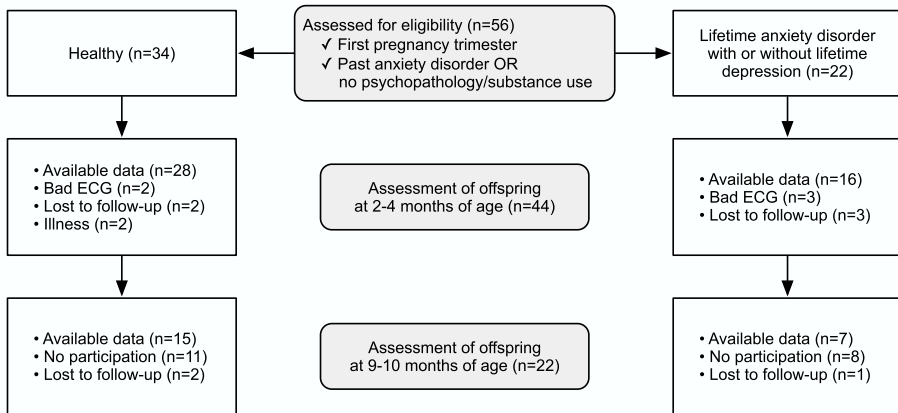 Healthy (n=34)
Assessed for eligibility (n=56)
✓ First pregnancy trimester
✓ Past anxiety disorder OR
no psychopathology/substance use
Lifetime anxiety disorder
with or without lifetime
depression (n=22)
• Available data (n=28)
• Bad ECG (n=2)
• Lost to follow-up (n=2)
• Illness (n=2)
Assessment of offspring
at 2-4 months of age (n=44)
• Available data (n=16)
• Bad ECG (n=3)
• Lost to follow-up (n=3)
• Available data (n=15)
• No participation (n=11)
• Lost to follow-up (n=2)
Assessment of offspring
at 9-10 months of age (n=22)
• Available data (n=7)
• No participation (n=8)
• Lost to follow-up (n=1)